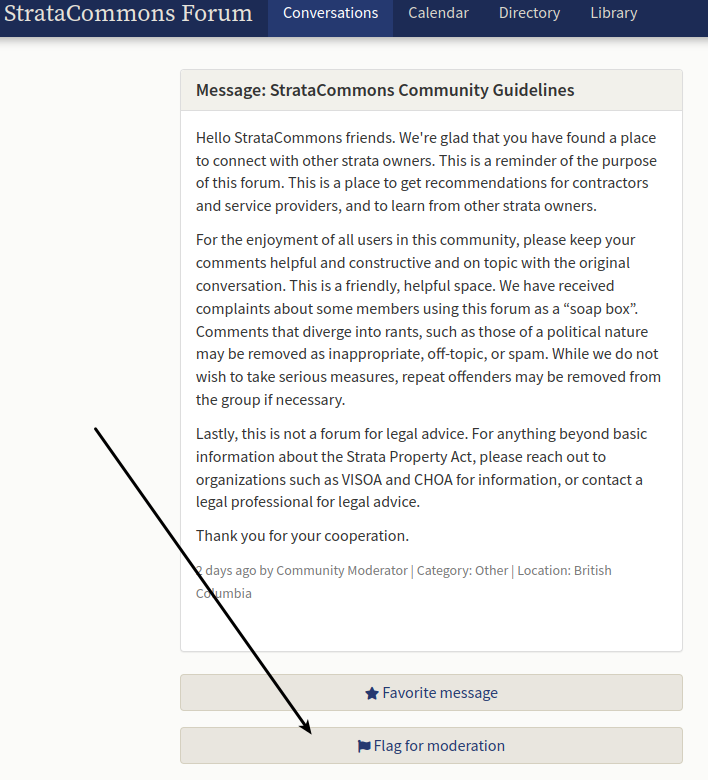 StrataCommons Forum Conversations Calendar Directory Library
Message: StrataCommons Community Guidelines
Hello StrataCommons friends. We're glad that you have found a place
to connect with other strata owners. This is a reminder of the purpose
of this forum. This is a place to get recommendations for contractors
and service providers, and to learn from other strata owners.
For the enjoyment of all users in this community, please keep your
comments helpful and constructive and on topic with the original
conversation. This is a friendly, helpful space. We have received
complaints about some members using this forum as a “soap box”.
Comments that diverge into rants, such as those of a political nature
may be removed as inappropriate, off-topic, or spam. While we do not
wish to take serious measures, repeat offenders may be removed from
the group if necessary.
Lastly, this is not a forum for legal advice. For anything beyond basic
information about the Strata Property Act, please reach out to
organizations such as VISOA and CHOA for information, or contact a
legal professional for legal advice.
Thank you for your cooperation.
2 days ago by Community Moderator | Category: Other | Location: British
Columbia
Favorite message
Flag for moderation